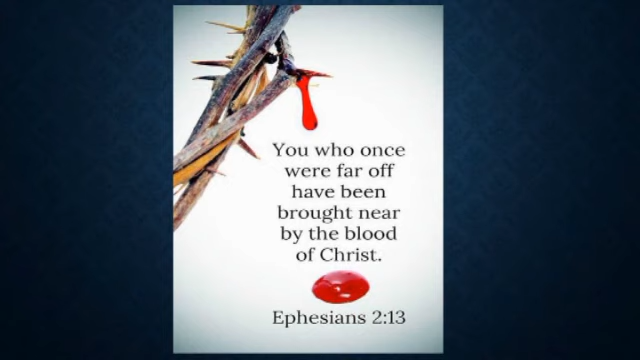 You who once
were far off
have been
brought near
by the blood
of Christ.
Ephesians 2:13